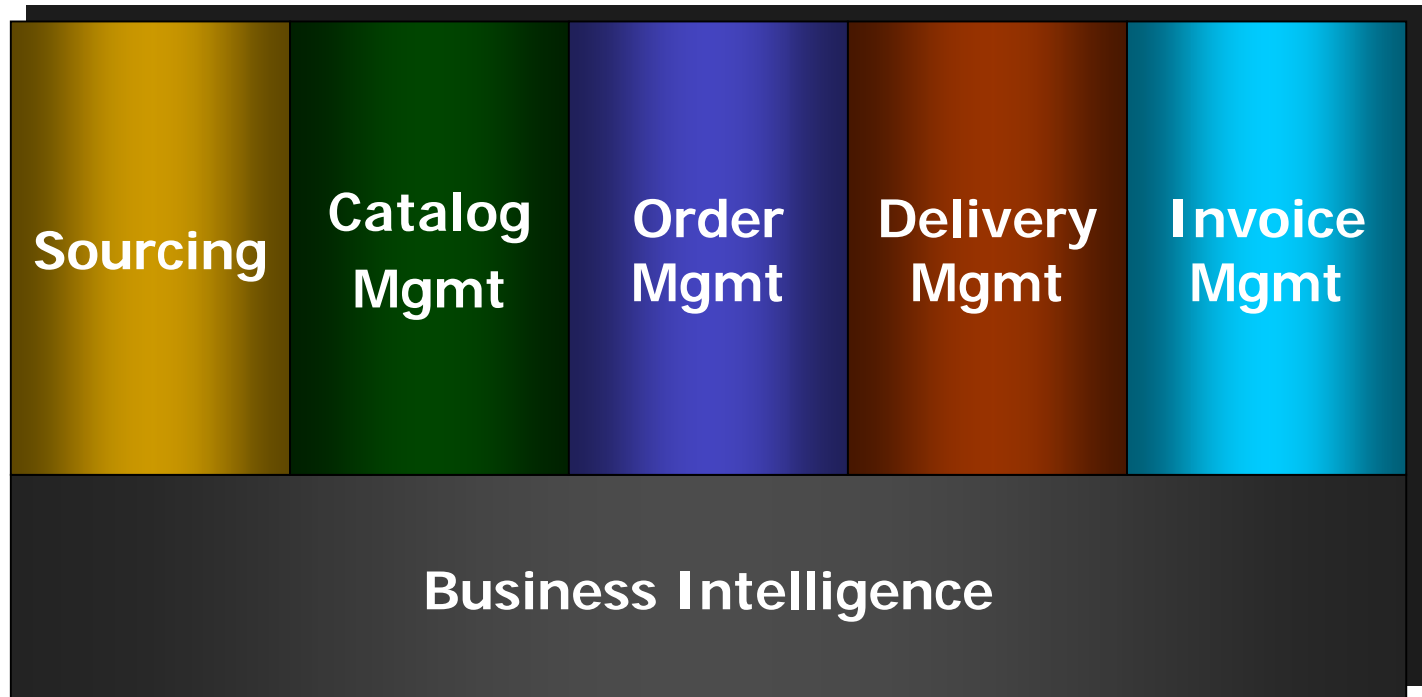 Sourcing
Catalog
Mgmt
Order
Mgmt
Delivery
Mgmt
Invoice
Mgmt
Business Intelligence